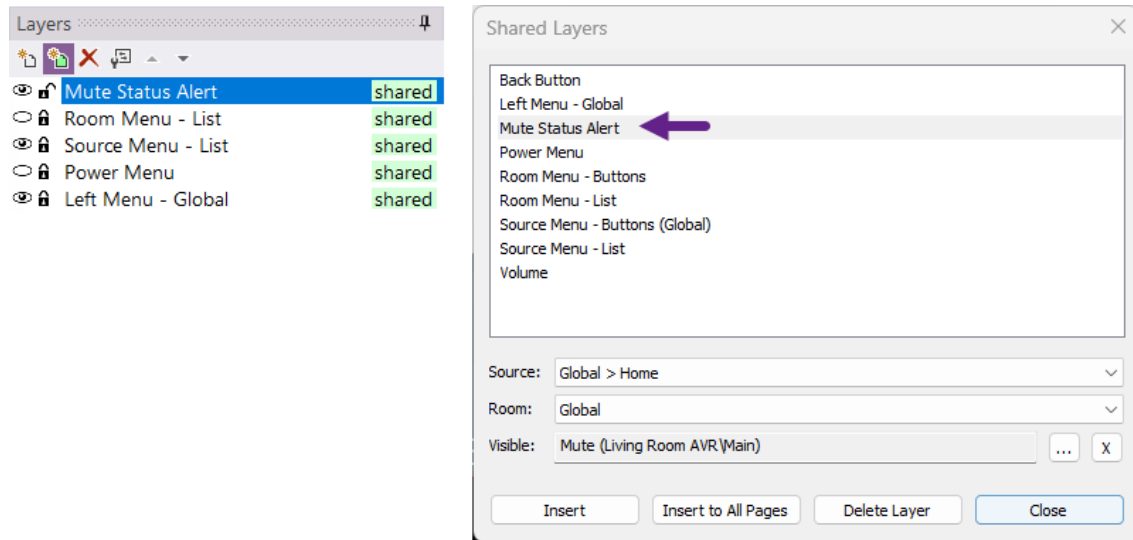 Layers
Mute Status Alert shared
Room Menu - List shared
Source Menu - List shared
Power Menu shared
Left Menu - Global shared
Shared Layers
Back Button
Left Menu - Global
Mute Status Alert
Power Menu
Room Menu - Buttons
Room Menu - List
Source Menu - Buttons (Global)
Source Menu - List
Volume
Source: Global > Home
Room: Global
Visible: Mute (Living Room AVR\Main) ... X
Insert Insert to All Pages Delete Layer Close